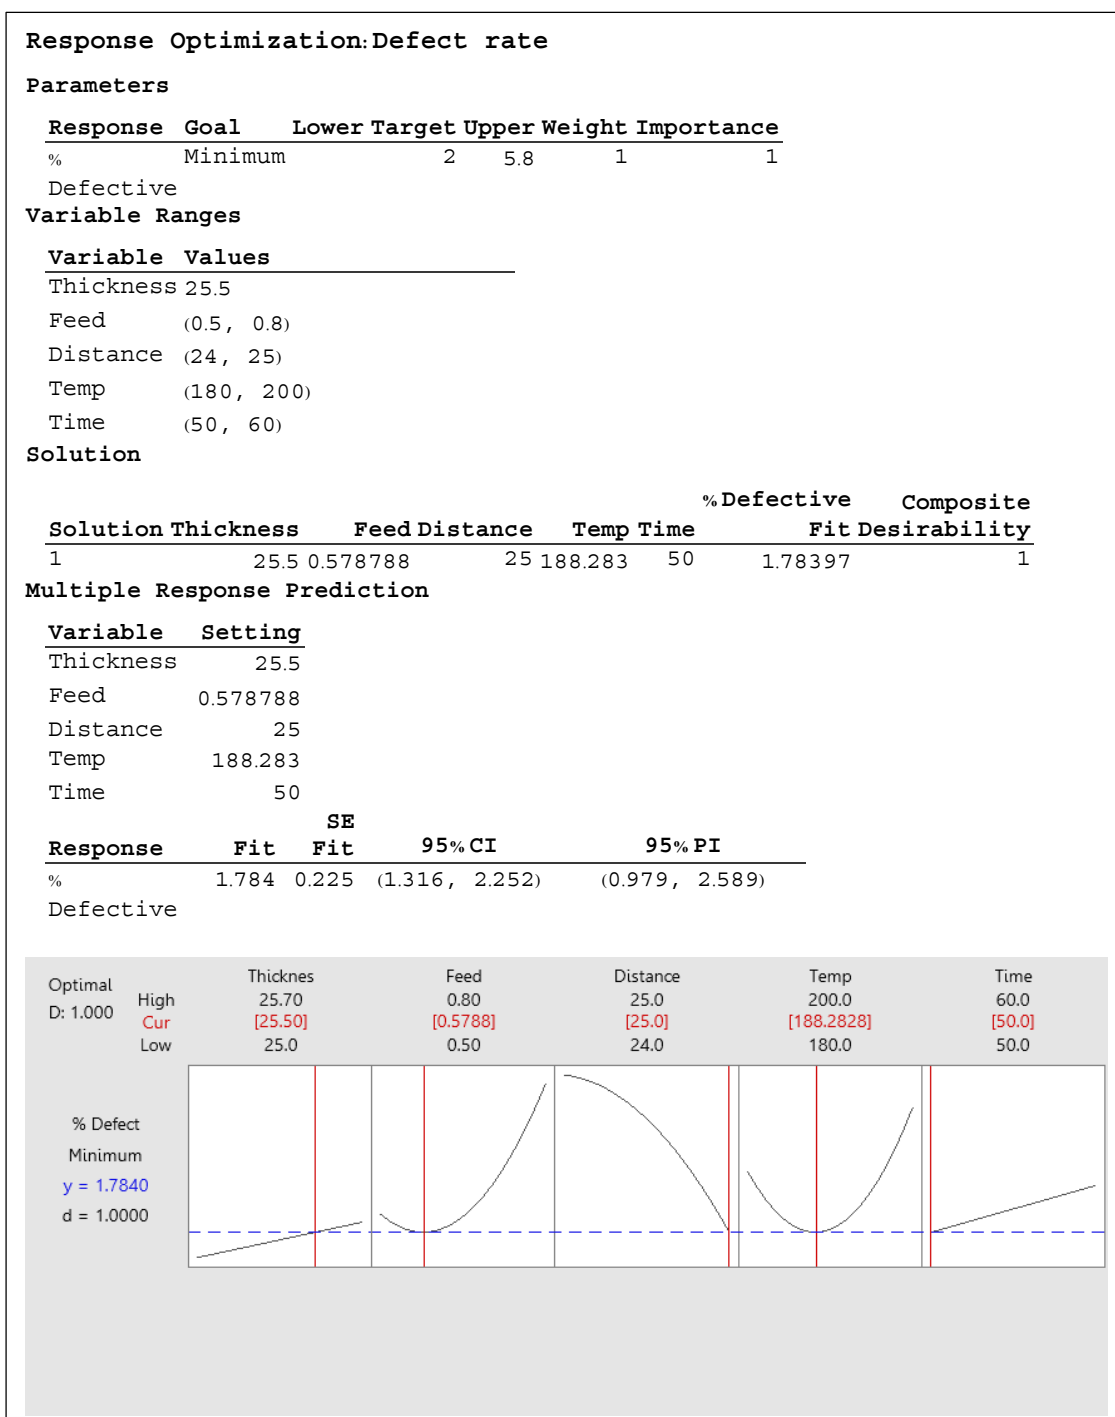 Response Optimization: Defect rate
Parameters
Response Goal Lower Target Upper Weight Importance
% Minimum 2 5.8 1 1
Defective
Variable Ranges
Variable Values
Thickness 25.5
Feed (0.5, 0.8)
Distance (24, 25)
Temp (180, 200)
Time (50, 60)
Solution
% Defective Composite
Solution Thickness Feed Distance Temp Time Fit Desirability
1 25.5 0.578788 25 188.283 50 1.78397 1
Multiple Response Prediction
Variable Setting
Thickness 25.5
Feed 0.578788
Distance 25
Temp 188.283
Time 50
SE
Response Fit Fit 95% CI 95% PI
% 1.784 0.225 (1.316, 2.252) (0.979, 2.589)
Defective
Optimal
D: 1.000
High
Cur
Low
Thicknes Feed Distance Temp Time
25.70 0.80 25.0 200.0 60.0
[25.50] [0.5788] [25.0] [188.2828] [50.0]
25.0 0.50 24.0 180.0 50.0
% Defect
Minimum
y = 1.7840
d = 1.0000